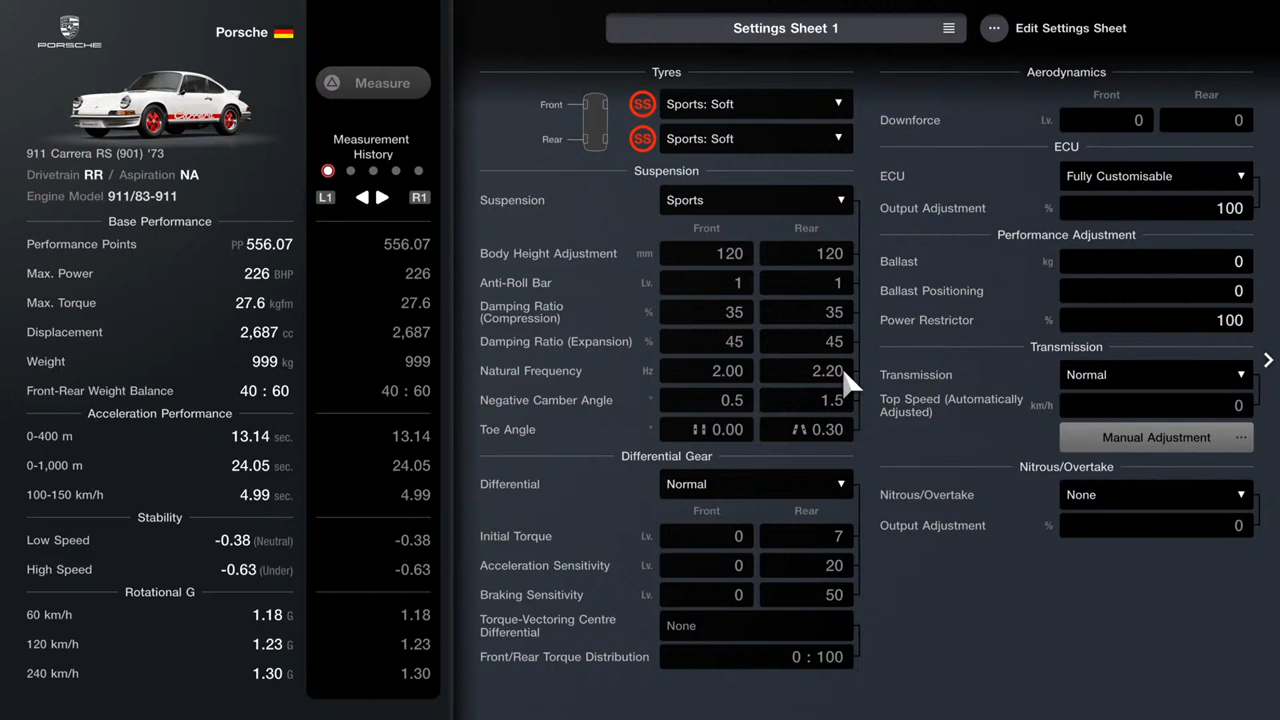 Settings Sheet 1
Edit Settings Sheet
PORSCHE
Porsche
911 Carrera RS (901) '73
Drivetrain RR / Aspiration NA
Engine Model 911/83-911
Base Performance
Performance Points PP 556.07
Max. Power 226 BHP
Max. Torque 27.6 kgfm
Displacement 2,687 cc
Weight 999 kg
Front-Rear Weight Balance 40 : 60
Acceleration Performance
0-400 m 13.14 sec.
0-1,000 m 24.05 sec.
100-150 km/h 4.99 sec.
Stability
Low Speed -0.38 (Neutral)
High Speed -0.63 (Under)
Rotational G
60 km/h 1.18 G
120 km/h 1.23 G
240 km/h 1.30 G
Measure
Measurement
History
L1 R1
556.07
226
27.6
2,687
999
40 : 60
13.14
24.05
4.99
-0.38
-0.63
1.18
1.23
1.30
Tyres
Front SS Sports: Soft
Rear SS Sports: Soft
Suspension
Suspension Sports
Front Rear
Body Height Adjustment mm 120 120
Anti-Roll Bar Lv. 1 1
Damping Ratio
(Compression) % 35 35
Damping Ratio (Expansion) % 45 45
Natural Frequency Hz 2.00 2.20
Negative Camber Angle ° 0.5 1.5
Toe Angle ° 0.00 0.30
Differential Gear
Differential Normal
Front Rear
Initial Torque Lv. 0 7
Acceleration Sensitivity Lv. 0 20
Braking Sensitivity Lv. 0 50
Torque-Vectoring Centre
Differential None
Front/Rear Torque Distribution 0 : 100
Aerodynamics
Front Rear
Downforce Lv. 0 0
ECU
ECU Fully Customisable
Output Adjustment % 100
Performance Adjustment
Ballast kg 0
Ballast Positioning 0
Power Restrictor % 100
Transmission
Transmission Normal
Top Speed (Automatically
Adjusted) km/h 0
Manual Adjustment
Nitrous/Overtake
Nitrous/Overtake None
Output Adjustment % 0